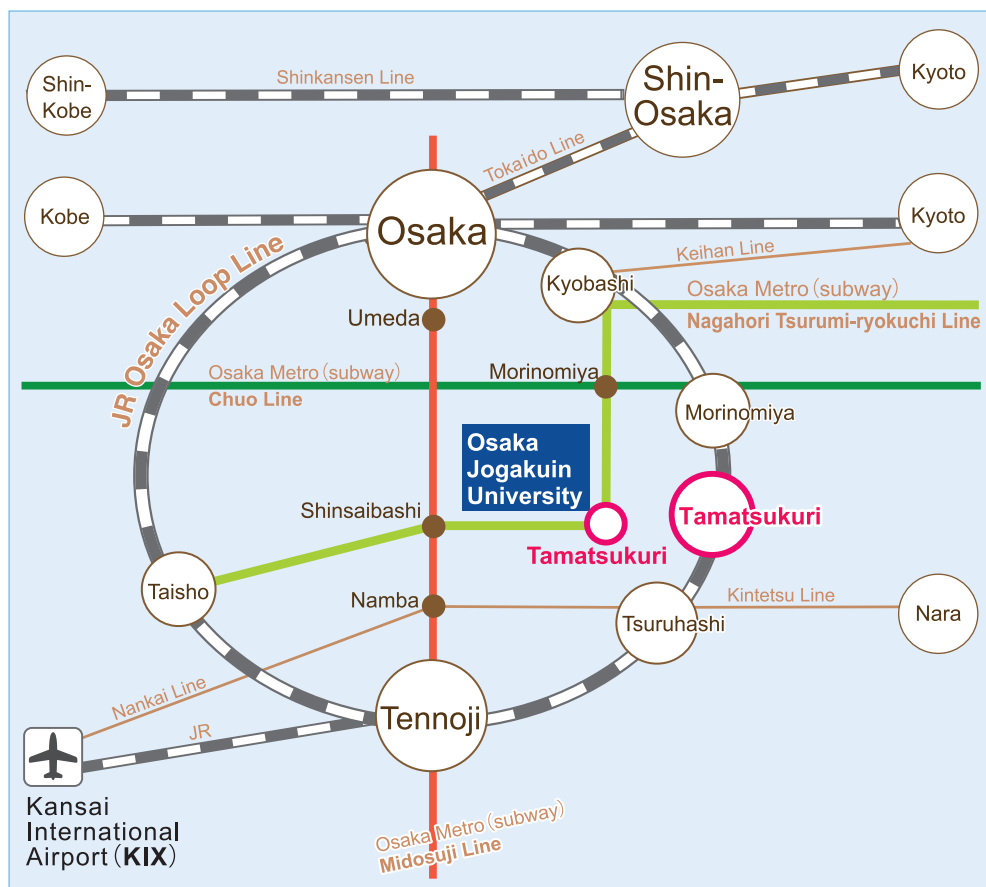 Shinkansen Line
Shin-
Kobe
Shin-
Osaka
Kyoto
Tokaido Line
Kobe
Osaka
Kyoto
Keihan Line
Kyobashi
JR Osaka Loop Line
Osaka Metro (subway)
Nagahori Tsurumi-ryokuchi Line
Umeda
Osaka Metro (subway)
Chuo Line
Morinomiya
Morinomiya
Osaka
Jogakuin
University
Shinsaibashi
Tamatsukuri
Tamatsukuri
Taisho
Namba
Kintetsu Line
Tsuruhashi
Nara
Nankai Line
JR
Tennoji
Kansai
International
Airport (KIX)
Osaka Metro (subway)
Midosuji Line